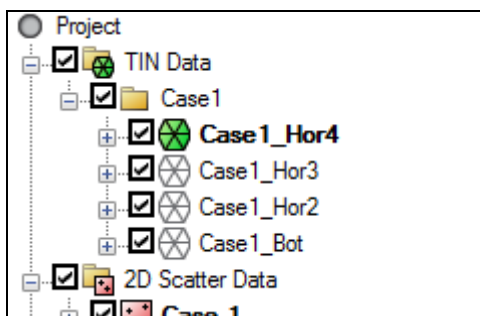 Project
TIN Data
Case1
Case1_Hor4
Case1_Hor3
Case1_Hor2
Case1_Bot
2D Scatter Data
Case 1